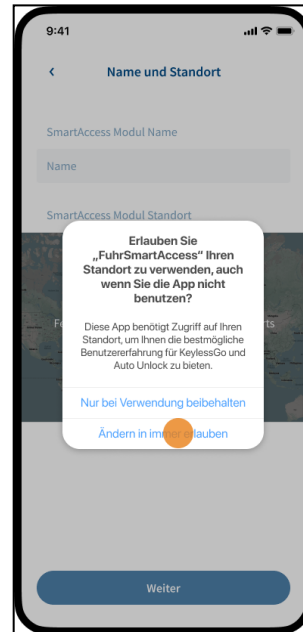 9:41
Name und Standort
SmartAccess Modul Name
Name
SmartAccess Modul Standort
Erlauben Sie
„FuhrSmartAccess“ Ihren
Standort zu verwenden, auch
wenn Sie die App nicht
benutzen?
Diese App benötigt Zugriff auf Ihren
Standort, um Ihnen die bestmögliche
Benutzererfahrung für KeylessGo und
Auto Unlock zu bieten.
Nur bei Verwendung beibehalten
Ändern in immer erlauben
Weiter